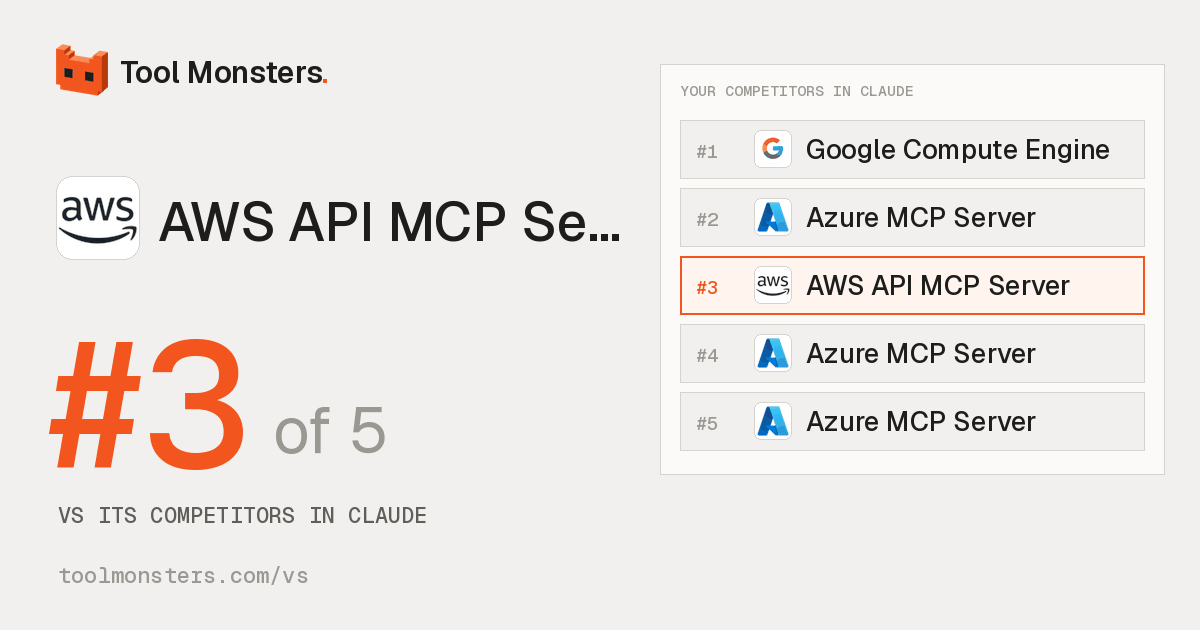 Tool Monsters.
aws
AWS API MCP Se...
#3 of 5
VS ITS COMPETITORS IN CLAUDE
toolmonsters.com/vs
YOUR COMPETITORS IN CLAUDE
#1 G Google Compute Engine
#2 Azure MCP Server
#3 aws AWS API MCP Server
#4 Azure MCP Server
#5 Azure MCP Server